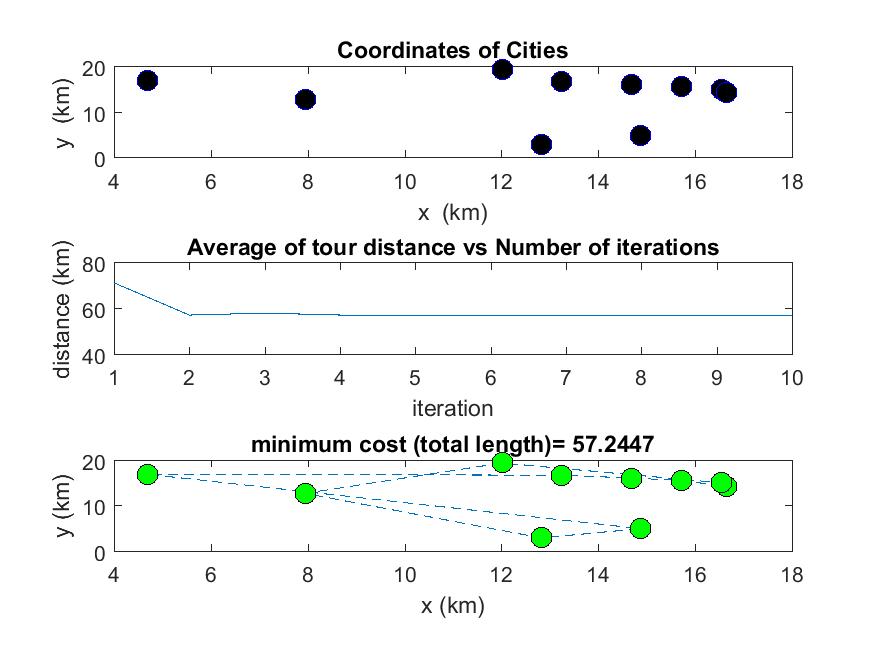 Coordinates of Cities
20
10
0
y (km)
4 6 8 10 12 14 16 18
x (km)
Average of tour distance vs Number of iterations
80
60
40
distance (km)
1 2 3 4 5 6 7 8 9 10
iteration
minimum cost (total length)= 57.2447
20
10
0
y (km)
4 6 8 10 12 14 16 18
x (km)